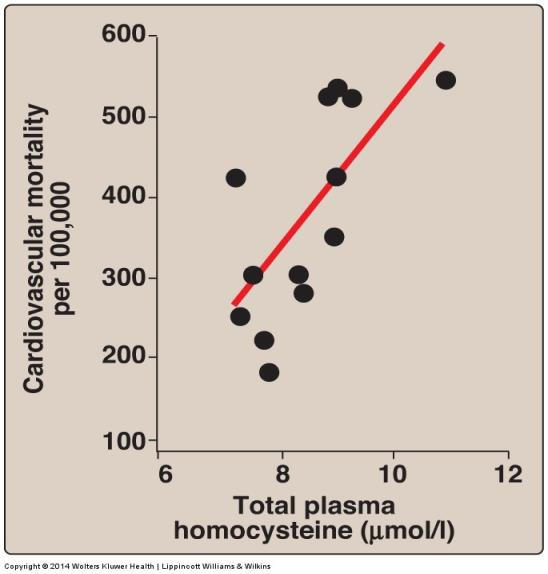 600
500
400
300
200
100
Cardiovascular mortality
per 100,000
6 8 10 12
Total plasma
homocysteine (μmol/l)
Copyright © 2014 Wolters Kluwer Health | Lippincott Williams & Wilkins